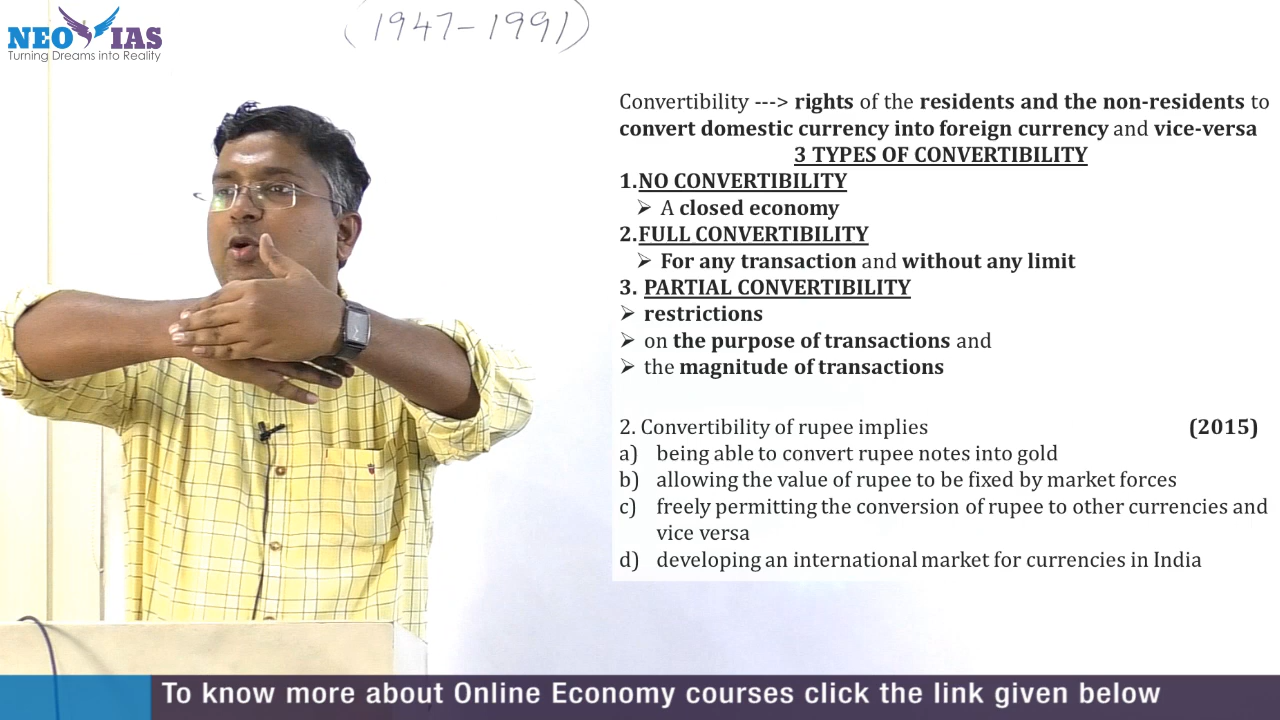 NEO IAS
Turning Dreams into Reality
(1947-1991)
Convertibility ---> rights of the residents and the non-residents to
convert domestic currency into foreign currency and vice-versa
3 TYPES OF CONVERTIBILITY
1.NO CONVERTIBILITY
➢ A closed economy
2.FULL CONVERTIBILITY
➢ For any transaction and without any limit
3. PARTIAL CONVERTIBILITY
➢ restrictions
➢ on the purpose of transactions and
➢ the magnitude of transactions
2. Convertibility of rupee implies (2015)
a) being able to convert rupee notes into gold
b) allowing the value of rupee to be fixed by market forces
c) freely permitting the conversion of rupee to other currencies and
vice versa
d) developing an international market for currencies in India
To know more about Online Economy courses click the link given below